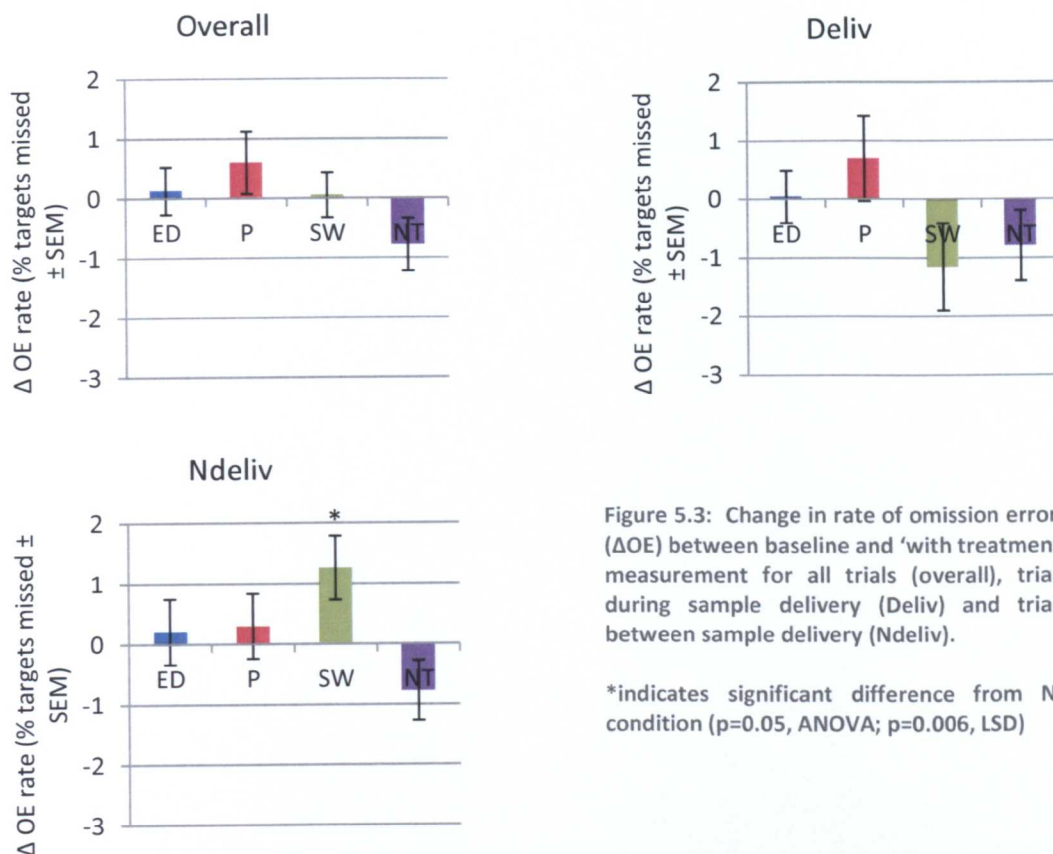 Overall
Δ OE rate (% targets missed
± SEM)
2
1
0
-1
-2
-3
ED
P
SW
NT
Deliv
Δ OE rate (% targets missed
± SEM)
2
1
0
-1
-2
-3
ED
P
SW
NT
Ndeliv
Δ OE rate (% targets missed ±
SEM)
2
1
0
-1
-2
-3
ED
P
SW
NT
*
Figure 5.3: Change in rate of omission error
(ΔOE) between baseline and ‘with treatmen
measurement for all trials (overall), tria
during sample delivery (Deliv) and tria
between sample delivery (Ndeliv).
*indicates significant difference from N
condition (p=0.05, ANOVA; p=0.006, LSD)